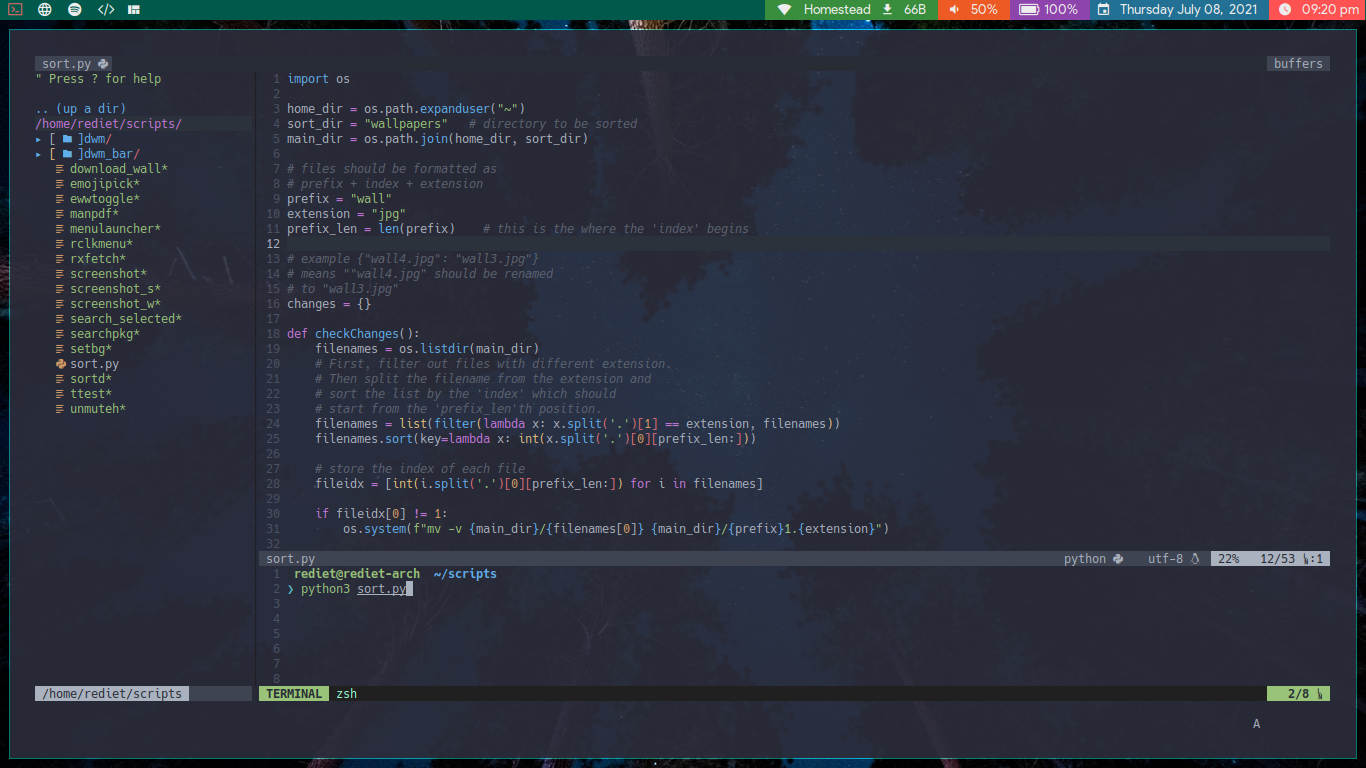 Homestead 66B 50% 100% Thursday July 08, 2021 09:20 pm
sort.py
buffers
" Press ? for help
.. (up a dir)
/home/rediet/scripts/
▸ [ ]dwm/
▸ [ ]dwm_bar/
download_wall*
emojipick*
ewwtoggle*
manpdf*
menulauncher*
rclkmenu*
rxfetch*
screenshot*
screenshot_s*
screenshot_w*
search_selected*
searchpkg*
setbg*
sort.py
sortd*
ttest*
unmuteh*
/home/rediet/scripts
1 import os
2
3 home_dir = os.path.expanduser("~")
4 sort_dir = "wallpapers"   # directory to be sorted
5 main_dir = os.path.join(home_dir, sort_dir)
6
7 # files should be formatted as
8 # prefix + index + extension
9 prefix = "wall"
10 extension = "jpg"
11 prefix_len = len(prefix)    # this is the where the 'index' begins
12
13 # example {"wall4.jpg": "wall3.jpg"}
14 # means ""wall4.jpg" should be renamed
15 # to "wall3.jpg"
16 changes = {}
17
18 def checkChanges():
19     filenames = os.listdir(main_dir)
20     # First, filter out files with different extension.
21     # Then split the filename from the extension and
22     # sort the list by the 'index' which should
23     # start from the 'prefix_len'th position.
24     filenames = list(filter(lambda x: x.split('.')[1] == extension, filenames))
25     filenames.sort(key=lambda x: int(x.split('.')[0][prefix_len:]))
26
27     # store the index of each file
28     fileidx = [int(i.split('.')[0][prefix_len:]) for i in filenames]
29
30     if fileidx[0] != 1:
31         os.system(f"mv -v {main_dir}/{filenames[0]} {main_dir}/{prefix}1.{extension}")
32
sort.py python utf-8 22% 12/53 :1
1 rediet@rediet-arch ~/scripts
2 ❯ python3 sort.py
3
4
5
6
7
8
TERMINAL zsh 2/8
A